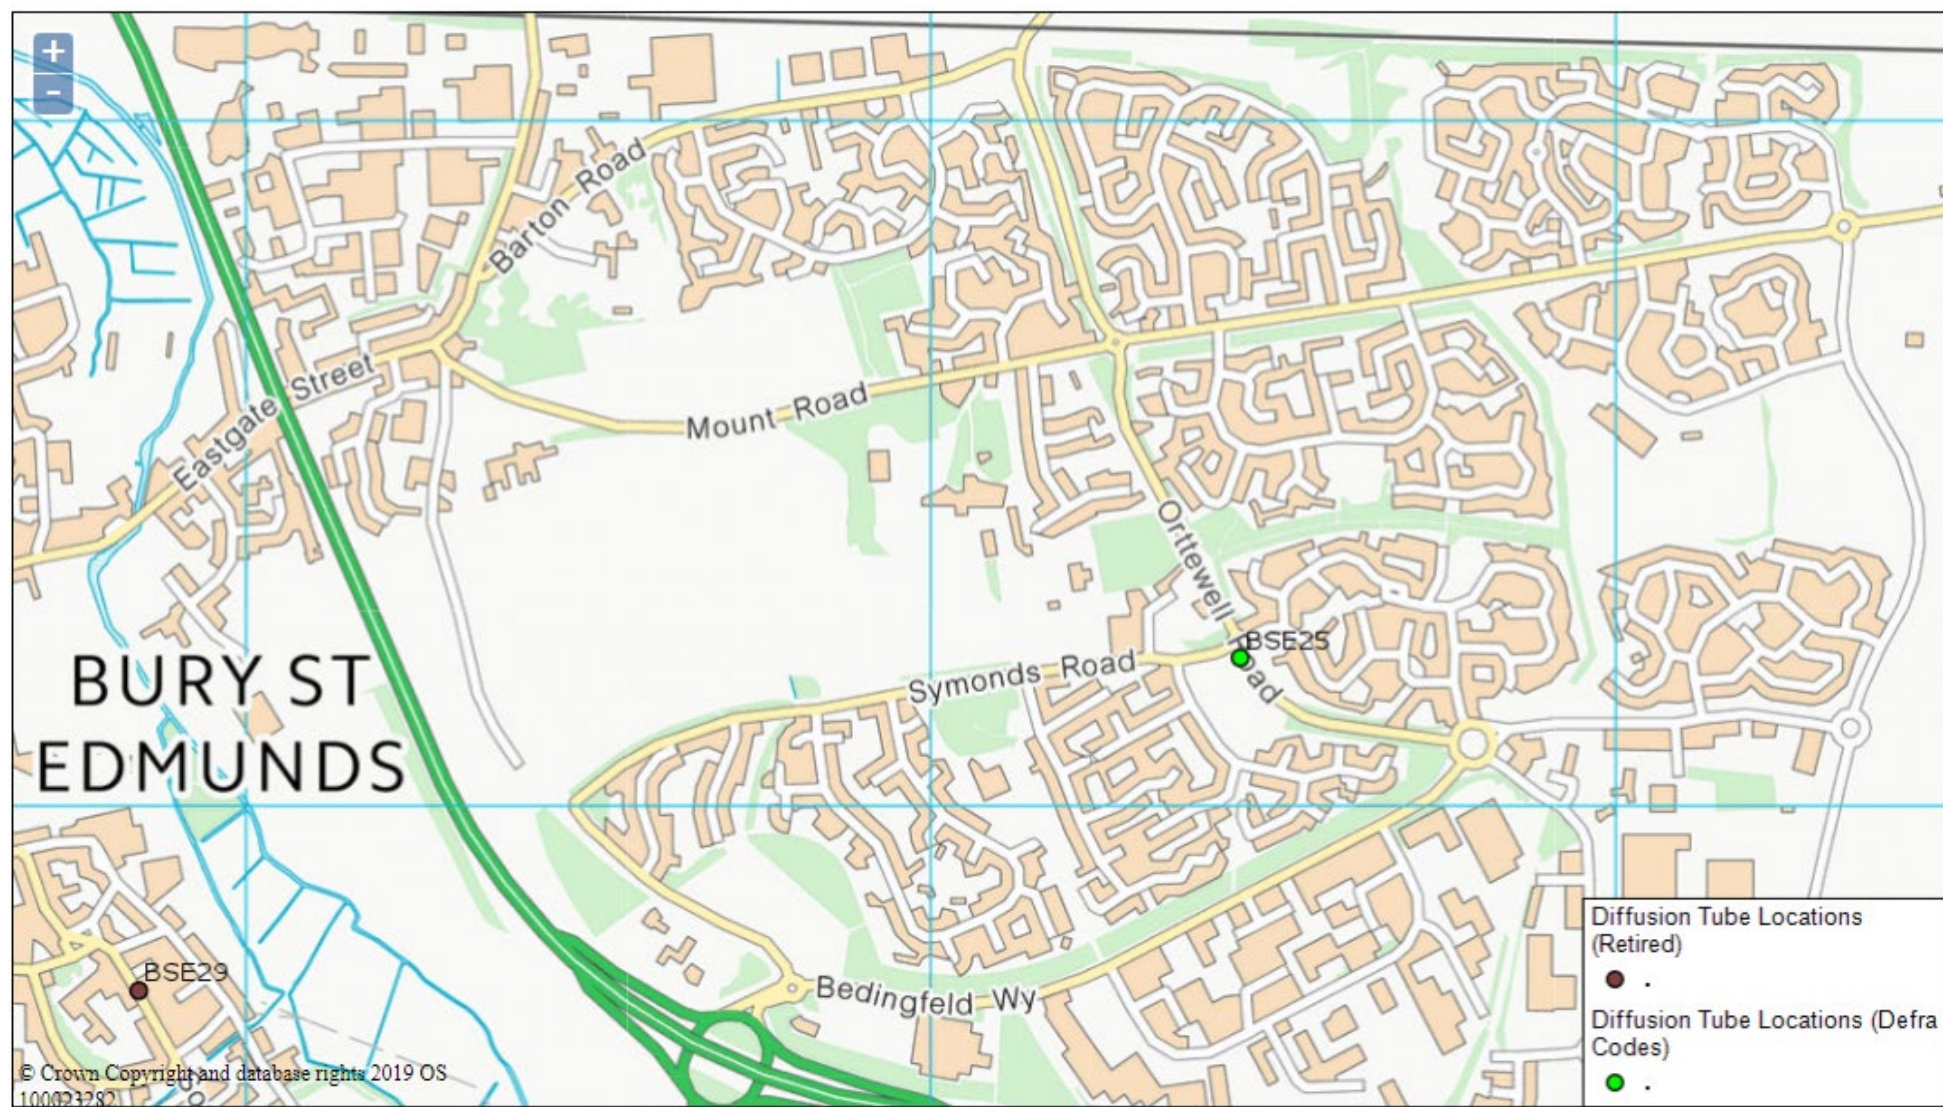 +
-
Barton Road
Eastgate Street
Mount Road
Orttewell Road
BSE25
Symonds Road
BURY ST
EDMUNDS
BSE29
Bedingfeld Wy
Diffusion Tube Locations
(Retired)
.
Diffusion Tube Locations (Defra
Codes)
.
© Crown Copyright and database rights 2019 OS
100023282